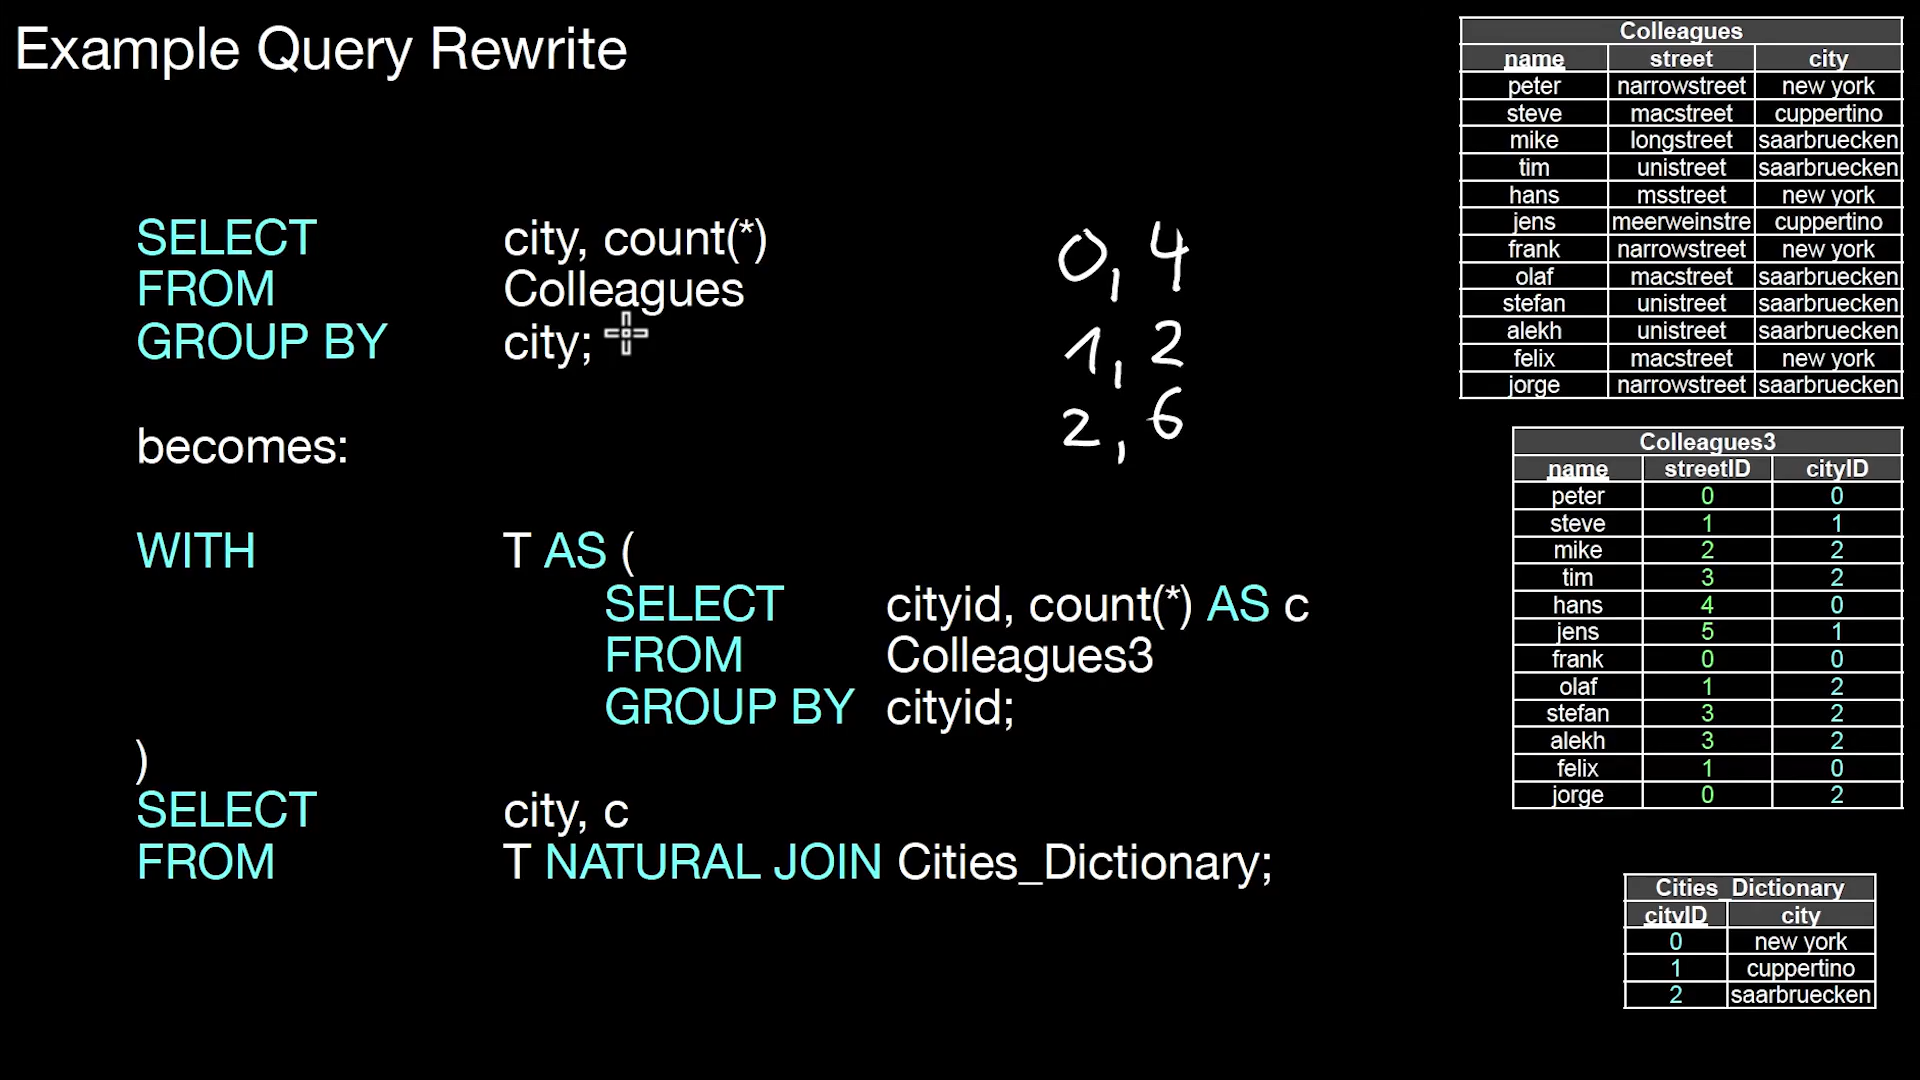 Example Query Rewrite
SELECT city, count(*)
FROM Colleagues
GROUP BY city;
becomes:
WITH T AS (
SELECT cityid, count(*) AS c
FROM Colleagues3
GROUP BY cityid;
)
SELECT city, c
FROM T NATURAL JOIN Cities_Dictionary;
0, 4
1, 2
2, 6
Colleagues
name street city
peter narrowstreet new york
steve macstreet cuppertino
mike longstreet saarbruecken
tim unistreet saarbruecken
hans msstreet new york
jens meerweinstre cuppertino
frank narrowstreet new york
olaf macstreet saarbruecken
stefan unistreet saarbruecken
alekh unistreet saarbruecken
felix macstreet new york
jorge narrowstreet saarbruecken
Colleagues3
name streetID cityID
peter 0 0
steve 1 1
mike 2 2
tim 3 2
hans 4 0
jens 5 1
frank 0 0
olaf 1 2
stefan 3 2
alekh 3 2
felix 1 0
jorge 0 2
Cities_Dictionary
cityID city
0 new york
1 cuppertino
2 saarbruecken